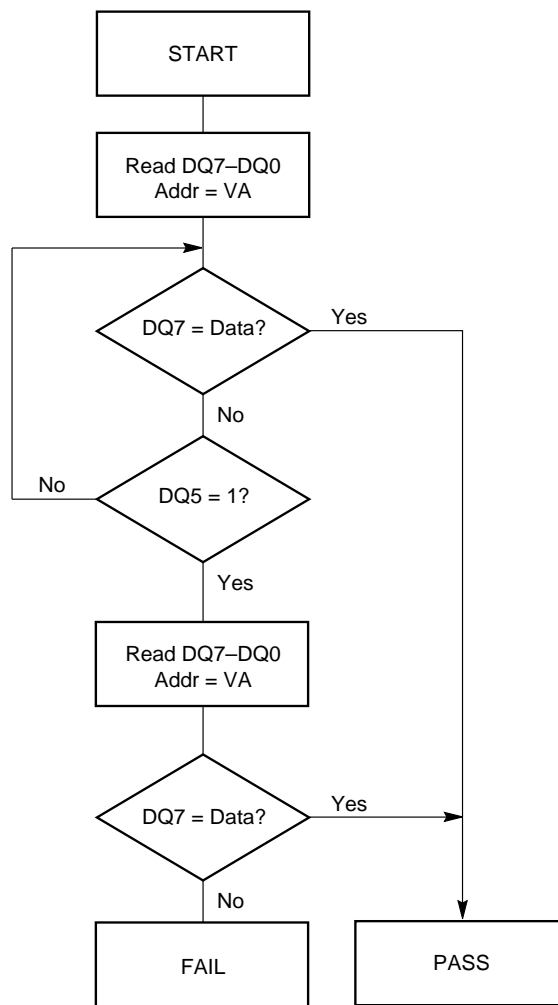 START
Read DQ7–DQ0
Addr = VA
DQ7 = Data?
Yes
No
No
DQ5 = 1?
Yes
Read DQ7–DQ0
Addr = VA
DQ7 = Data?
Yes
No
FAIL
PASS